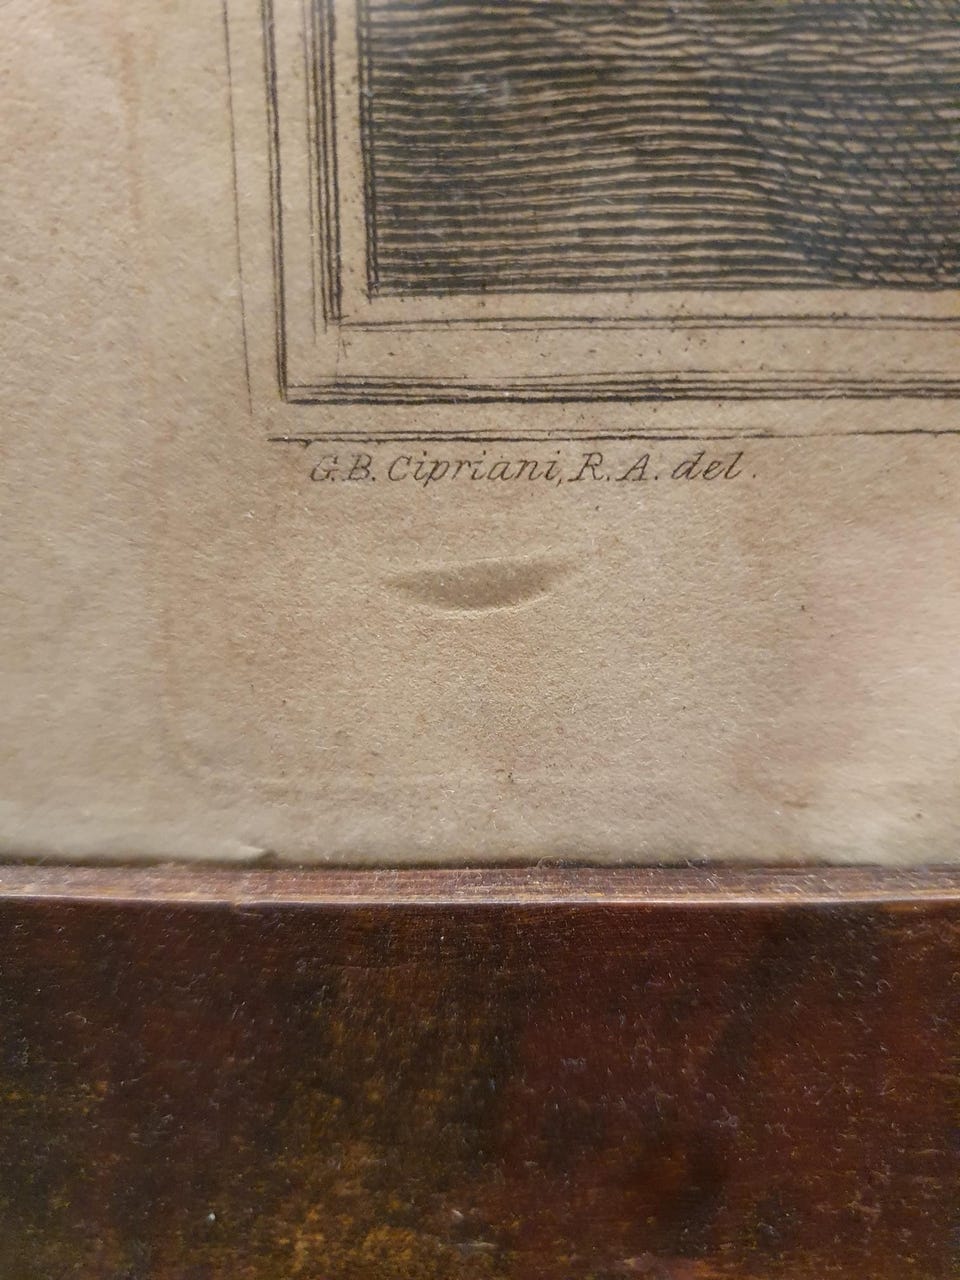 G.B. Cipriani, R.A. del.